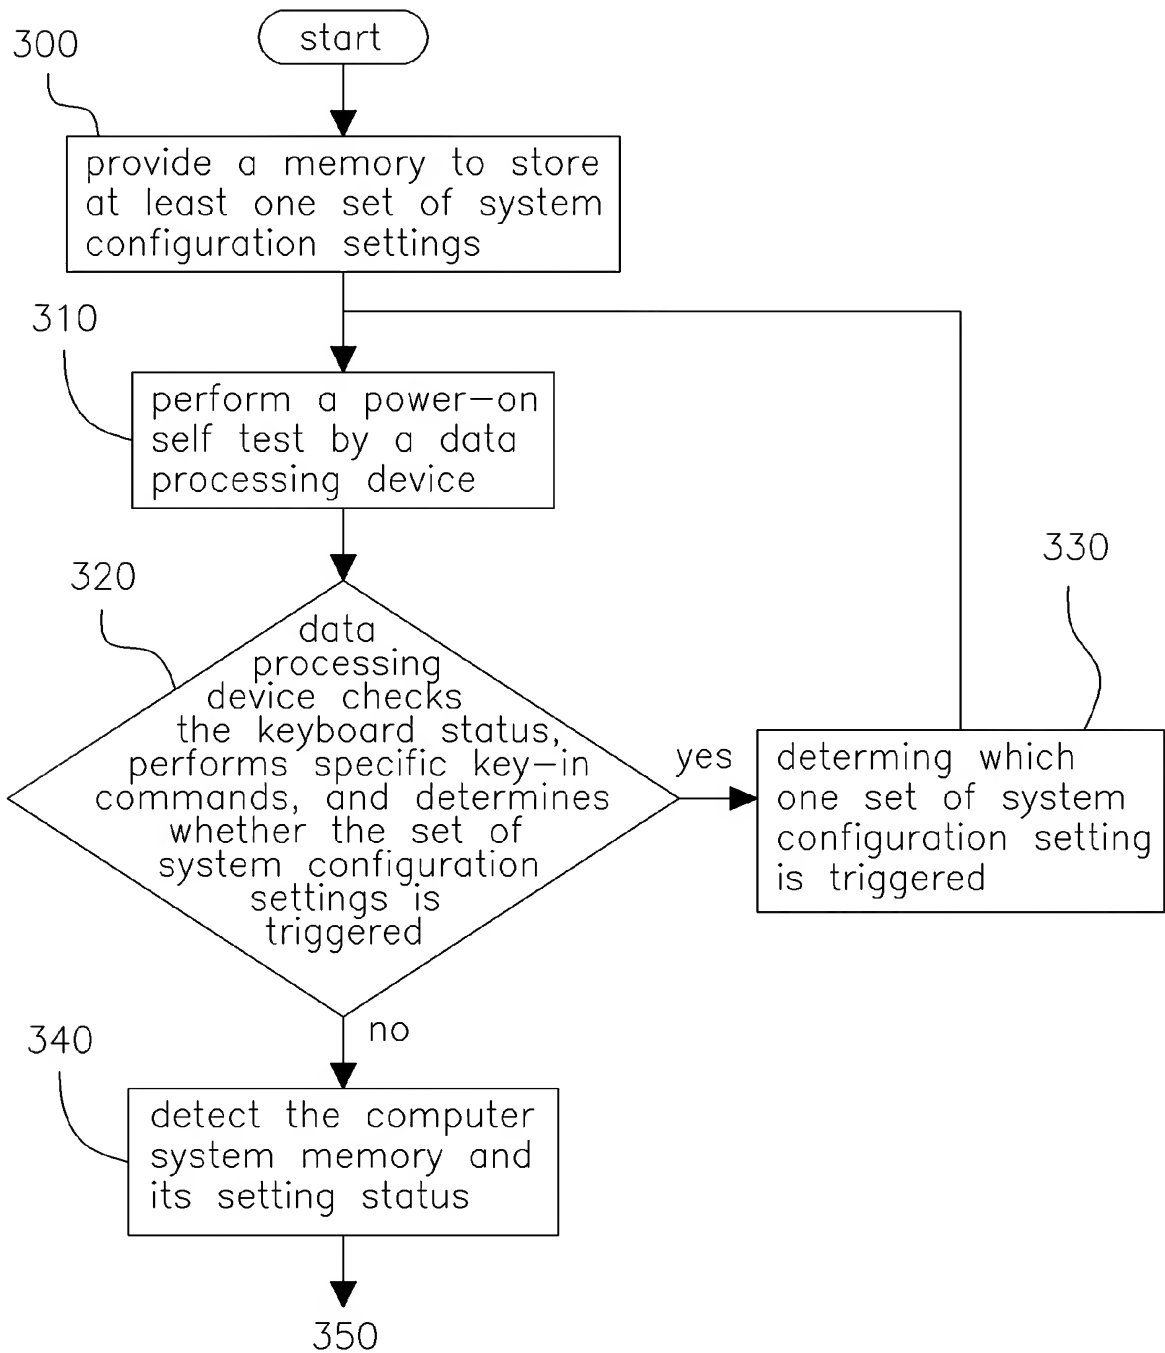 start
300
provide a memory to store
at least one set of system
configuration settings
310
perform a power-on
self test by a data
processing device
320
data
processing
device checks
the keyboard status,
performs specific key-in
commands, and determines
whether the set of
system configuration
settings is
triggered
yes
330
determing which
one set of system
configuration setting
is triggered
no
340
detect the computer
system memory and
its setting status
350